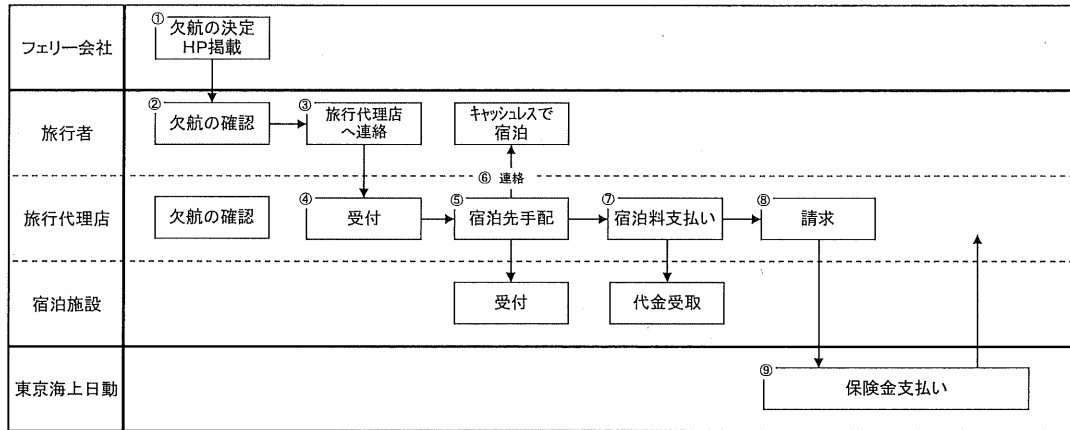 フェリー会社
① 欠航の決定
HP掲載
旅行者
② 欠航の確認
③ 旅行代理店
へ連絡
キャッシュレスで
宿泊
⑥ 連絡
旅行代理店
欠航の確認
④ 受付
⑤ 宿泊先手配
⑦ 宿泊料支払い
⑧ 請求
宿泊施設
受付
代金受取
東京海上日動
⑨ 保険金支払い